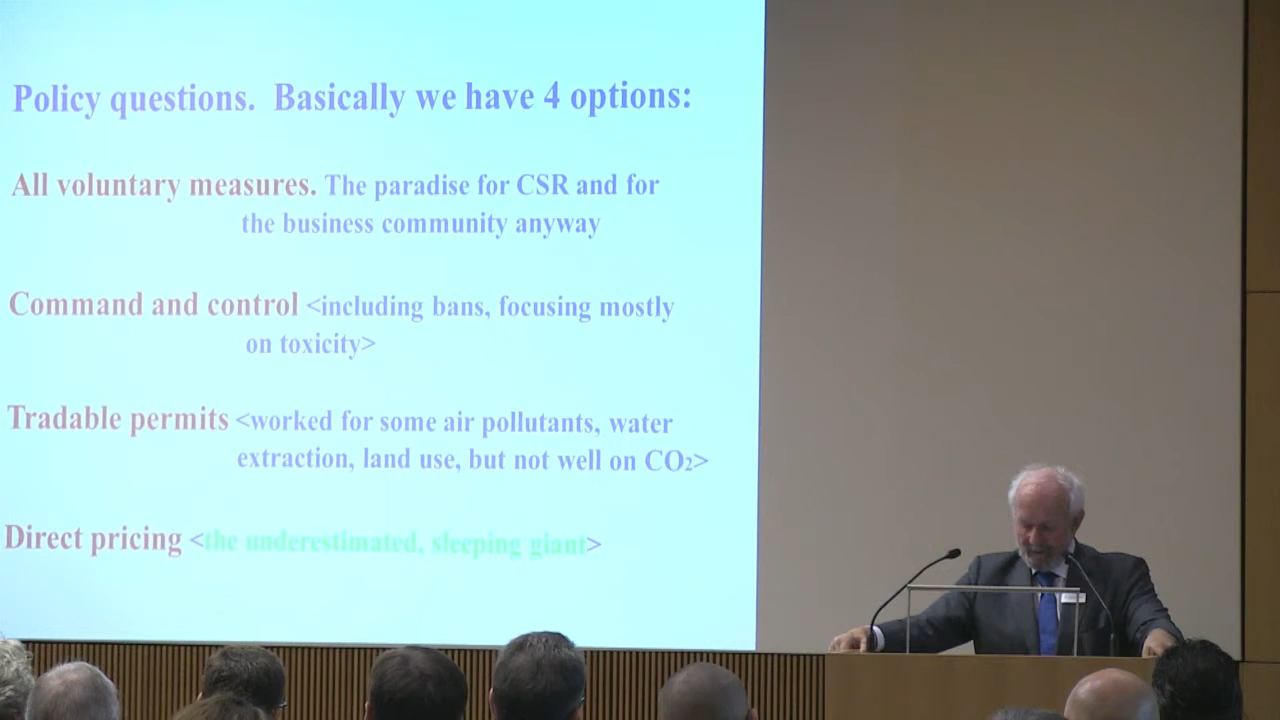 Policy questions. Basically we have 4 options:
All voluntary measures. The paradise for CSR and for
the business community anyway
Command and control <including bans, focusing mostly
on toxicity>
Tradable permits <worked for some air pollutants, water
extraction, land use, but not well on CO₂>
Direct pricing <the underestimated, sleeping giant>